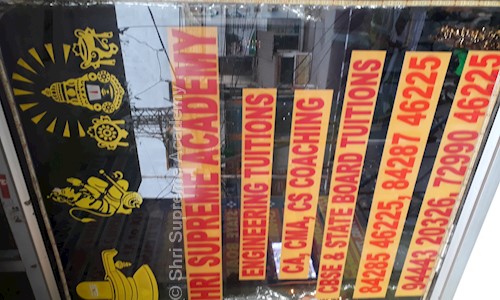 SHRI SUPREME ACADEMY
ENGINEERING TUITIONS
CA, CMA, CS COACHING
CBSE & STATE BOARD TUITIONS
84285 46225, 84287 46225
94443 20326, 72990 46225
© Shri Supreme Academy